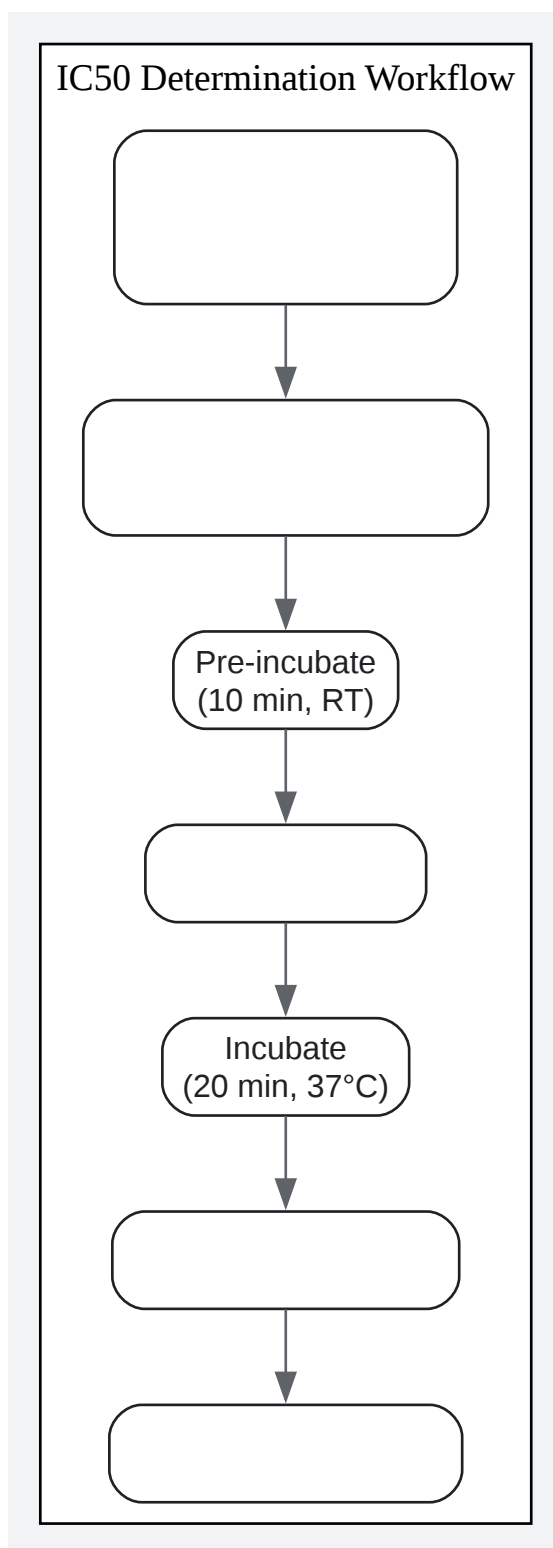 IC50 Determination Workflow
Pre-incubate
(10 min, RT)
Incubate
(20 min, 37°C)